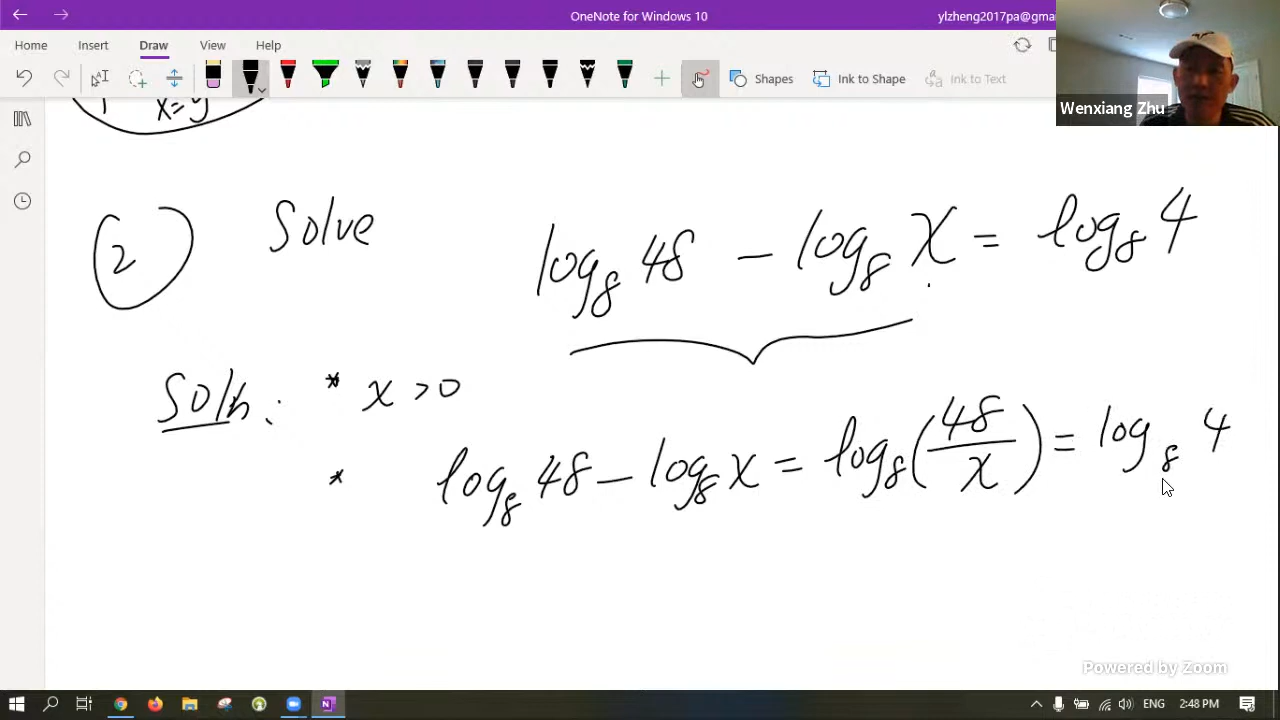 OneNote for Windows 10
ylzheng2017pa@gma
Home Insert Draw View Help
Shapes Ink to Shape Ink to Text
Wenxiang Zhu
x=y
2 Solve log₈ 48 − log₈ x = log₈ 4
Soln: * x > 0
* log₈ 48 − log₈ x = log₈ (48/x) = log₈ 4
Powered by Zoom
ENG 2:48 PM